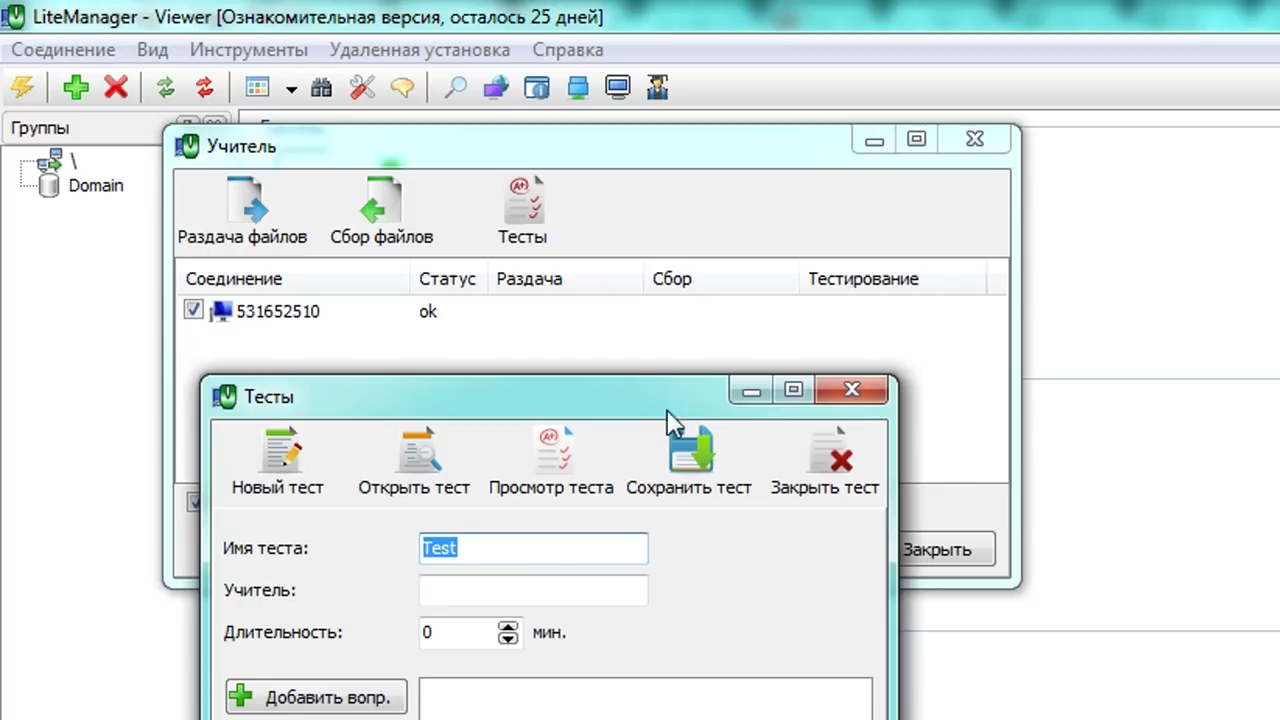 LiteManager - Viewer [Ознакомительная версия, осталось 25 дней]
Соединение Вид Инструменты Удаленная установка Справка
Группы
\
Domain
Учитель
Раздача файлов Сбор файлов Тесты
Соединение Статус Раздача Сбор Тестирование
531652510 ok
Тесты
Новый тест Открыть тест Просмотр теста Сохранить тест Закрыть тест
Имя теста: Test
Закрыть
Учитель:
Длительность: 0 мин.
Добавить вопр.